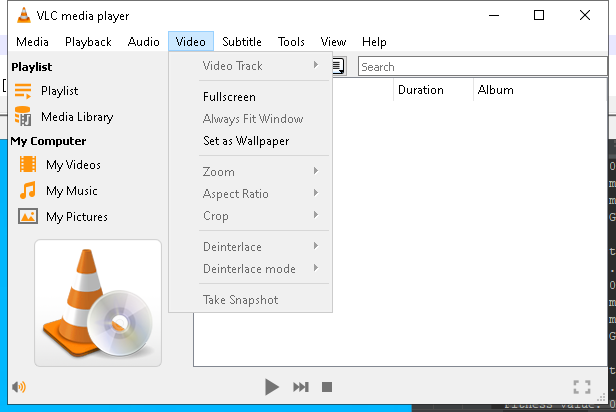 VLC media player
Media Playback Audio Video Subtitle Tools View Help
Playlist
Playlist
Media Library
My Computer
My Videos
My Music
My Pictures
Video Track
Fullscreen
Always Fit Window
Set as Wallpaper
Zoom
Aspect Ratio
Crop
Deinterlace
Deinterlace mode
Take Snapshot
Search
Duration Album